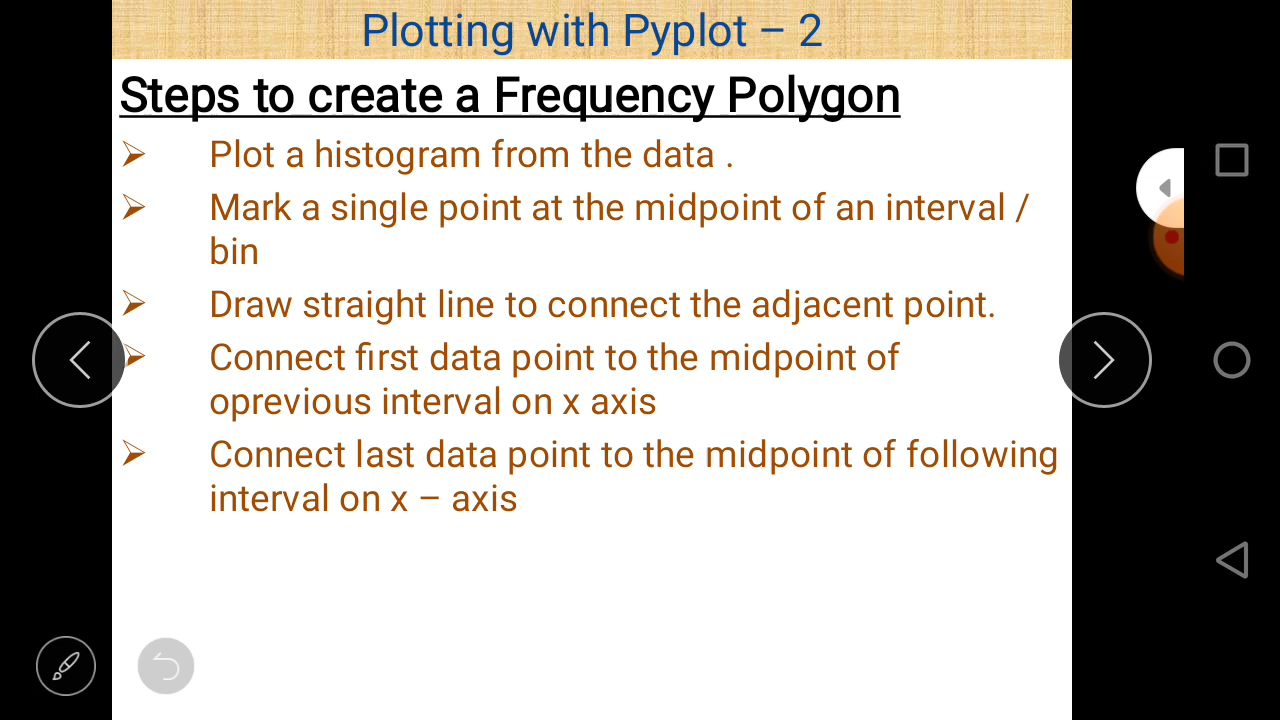 Plotting with Pyplot – 2
Steps to create a Frequency Polygon
➢ Plot a histogram from the data .
➢ Mark a single point at the midpoint of an interval /
bin
➢ Draw straight line to connect the adjacent point.
➢ Connect first data point to the midpoint of
oprevious interval on x axis
➢ Connect last data point to the midpoint of following
interval on x – axis